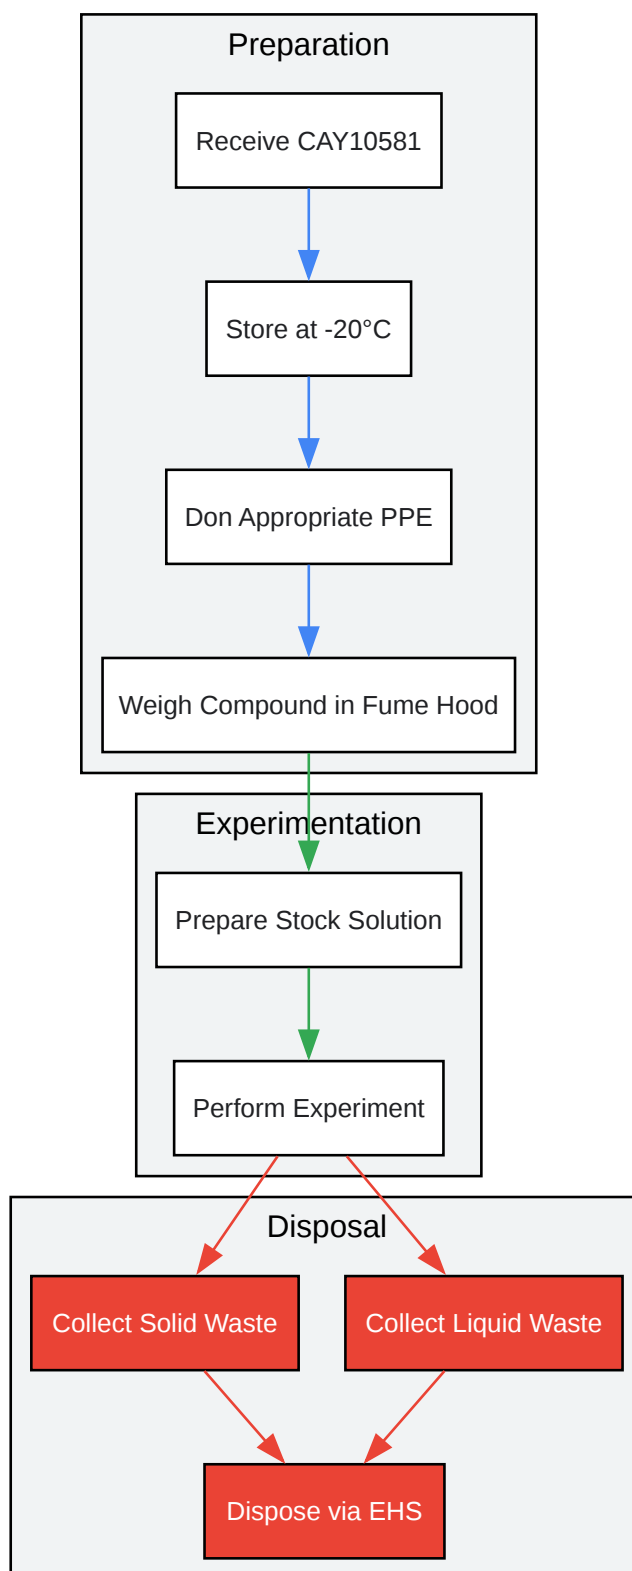 Preparation
Receive CAY10581
Store at -20°C
Don Appropriate PPE
Weigh Compound in Fume Hood
Experimentation
Prepare Stock Solution
Perform Experiment
Disposal
Collect Solid Waste
Collect Liquid Waste
Dispose via EHS